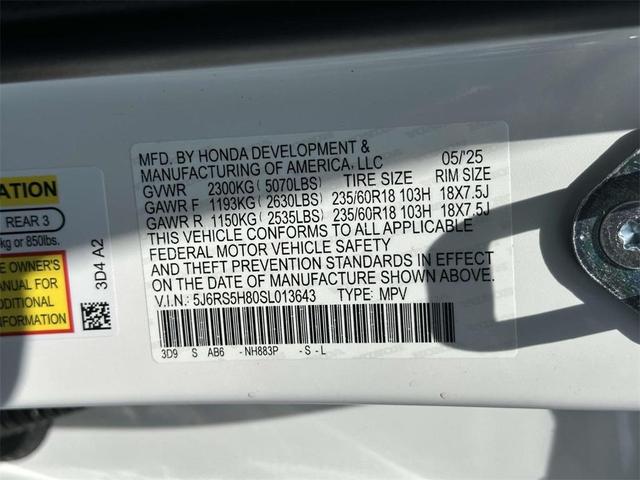 ATION
REAR 3
kg or 850lbs.
E OWNER'S
ANUAL FOR
ADDITIONAL
3D4 A2
MFD. BY HONDA DEVELOPMENT &
MANUFACTURING OF AMERICA, LLC 05/'25
GVWR 2300KG ( 5070LBS) TIRE SIZE RIM SIZE
GAWR F 1193KG ( 2630LBS) 235/60R18 103H 18X7.5J
GAWR R 1150KG ( 2535LBS) 235/60R18 103H 18X7.5J
THIS VEHICLE CONFORMS TO ALL APPLICABLE
FEDERAL MOTOR VEHICLE SAFETY
AND THEFT PREVENTION STANDARDS IN EFFECT
ON THE DATE OF MANUFACTURE SHOWN ABOVE.
V.I.N.: 5J6RS5H80SL013643 TYPE: MPV
3D9 S AB6 - NH883P - S - L